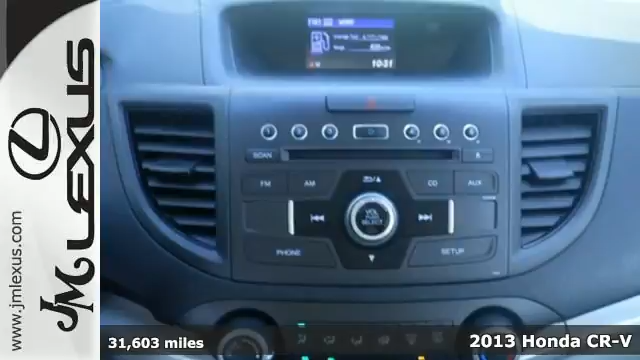 www.jmlexus.com
JM LEXUS
10:31
SCAN
A
FM
AM
CD
AUX
VOL
SELECT
PHONE
SETUP
31,603 miles
2013 Honda CR-V